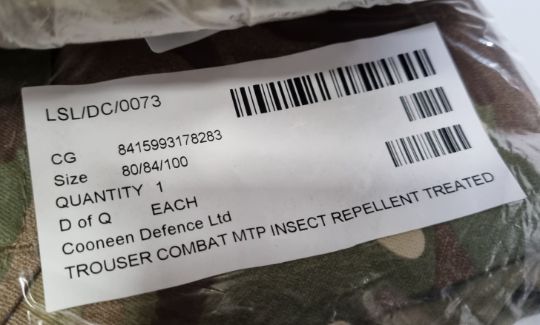 LSL/DC/0073
CG 8415993178283
Size 80/84/100
QUANTITY 1
D of Q EACH
Cooneen Defence Ltd
TROUSER COMBAT MTP INSECT REPELLENT TREATED